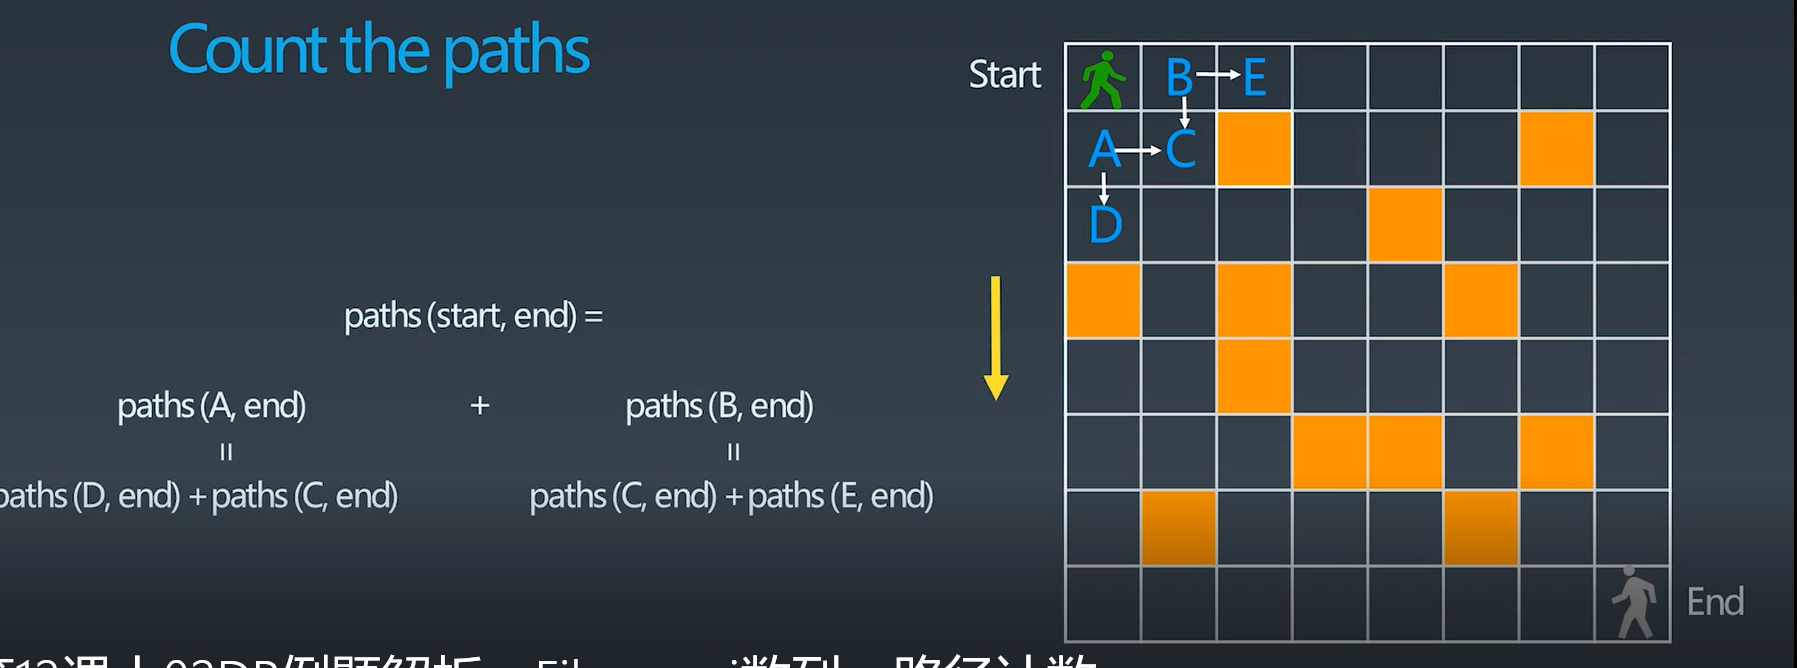 Count the paths
Start
B E
A C
D
paths (start, end) =
paths (A, end) + paths (B, end)
= =
paths (D, end) + paths (C, end) paths (C, end) + paths (E, end)
End